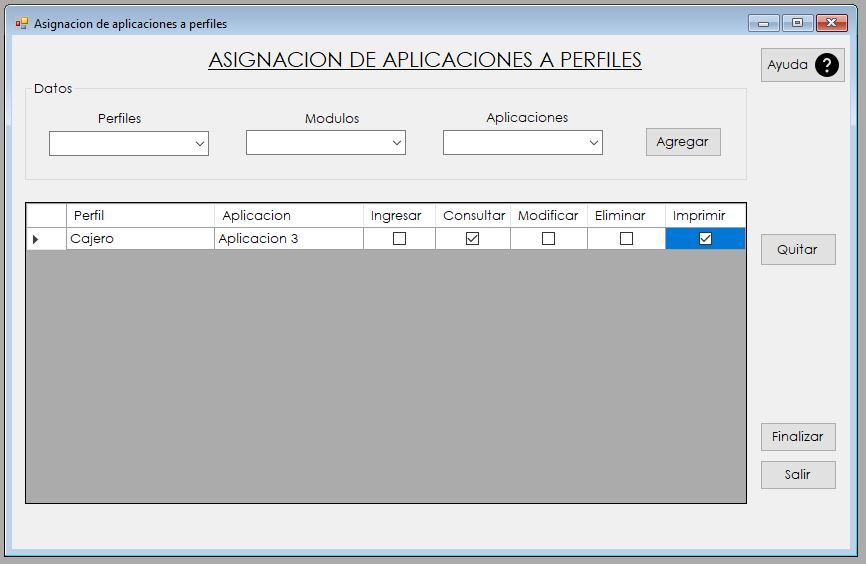 Asignacion de aplicaciones a perfiles
ASIGNACION DE APLICACIONES A PERFILES
Ayuda ?
Datos
Perfiles Modulos Aplicaciones
Agregar
Perfil Aplicacion Ingresar Consultar Modificar Eliminar Imprimir
Cajero Aplicacion 3
Quitar
Finalizar
Salir